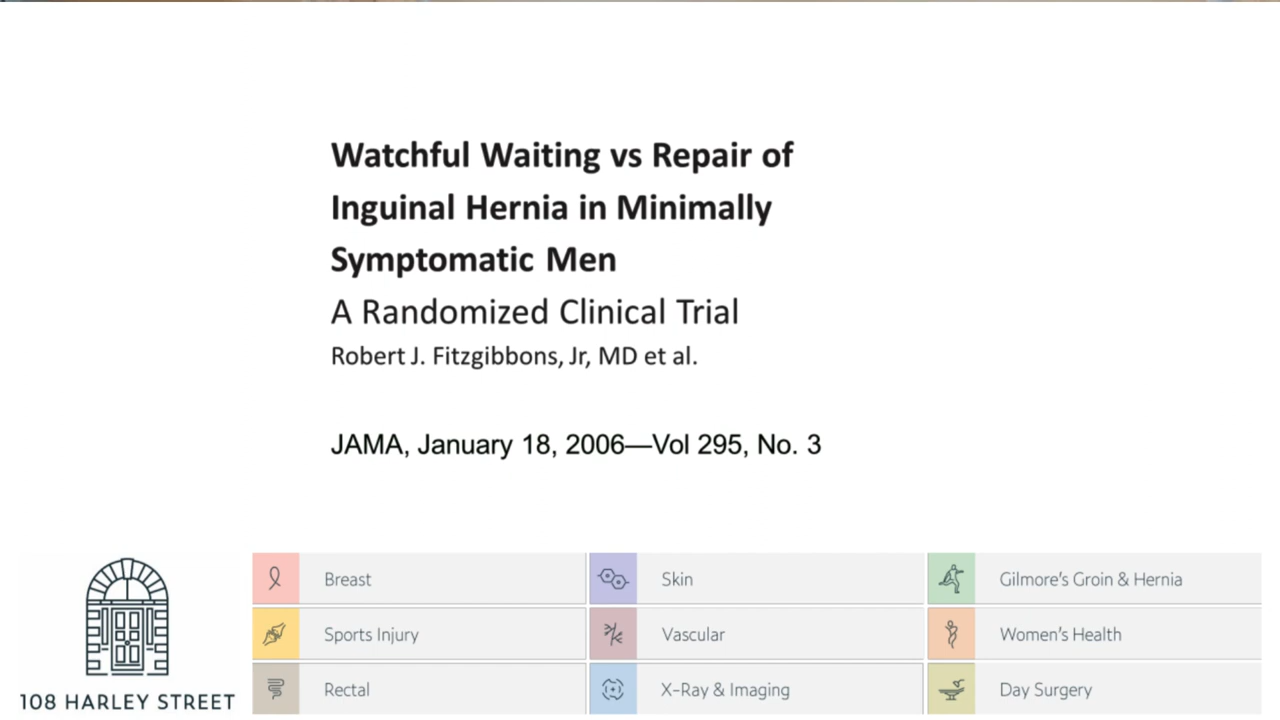 Watchful Waiting vs Repair of
Inguinal Hernia in Minimally
Symptomatic Men
A Randomized Clinical Trial
Robert J. Fitzgibbons, Jr, MD et al.
JAMA, January 18, 2006—Vol 295, No. 3
Breast
Skin
Gilmore's Groin & Hernia
Sports Injury
Vascular
Women's Health
Rectal
X-Ray & Imaging
Day Surgery
108 HARLEY STREET